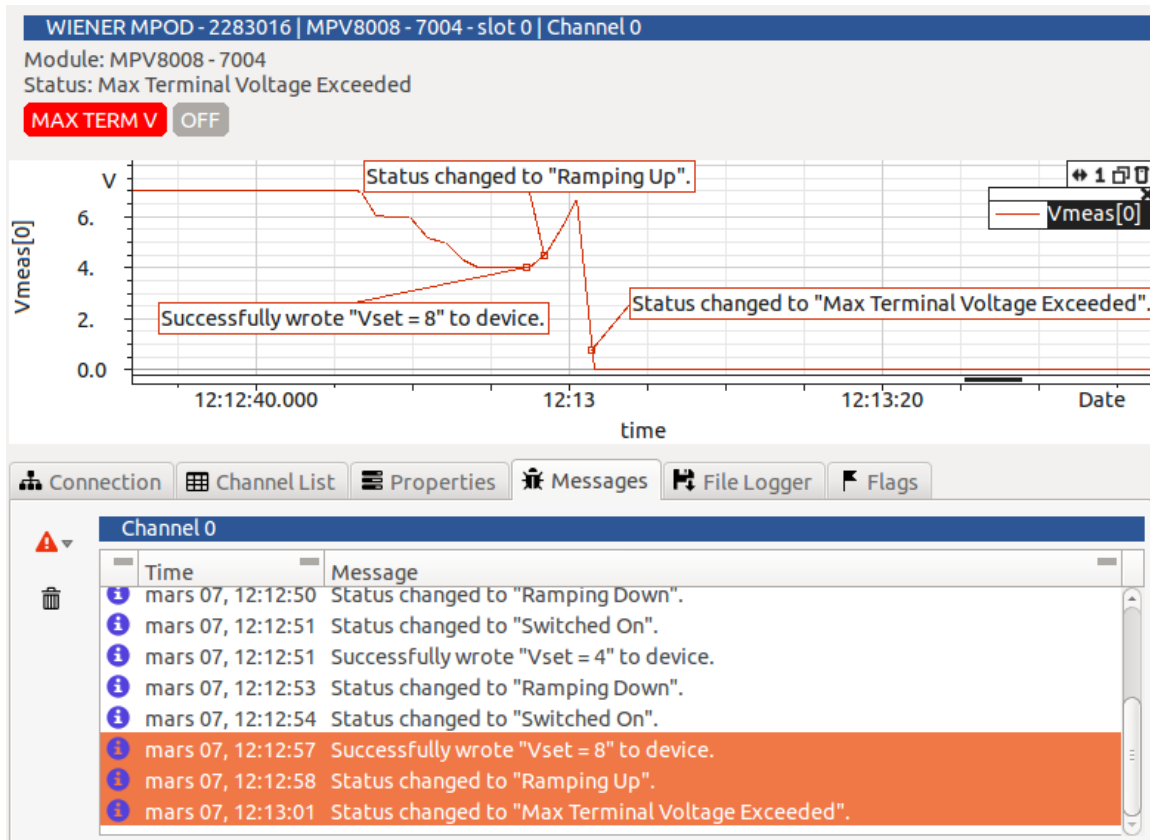 WIENER MPOD - 2283016 | MPV8008 - 7004 - slot 0 | Channel 0
Module: MPV8008 - 7004
Status: Max Terminal Voltage Exceeded
MAX TERM V OFF
V
Status changed to "Ramping Up".
1
Vmeas[0]
6.
4.
2.
0.0
Vmeas[0]
Successfully wrote "Vset = 8" to device.
Status changed to "Max Terminal Voltage Exceeded".
12:12:40.000 12:13 12:13:20 Date
time
Connection Channel List Properties Messages File Logger Flags
Channel 0
Time Message
mars 07, 12:12:50 Status changed to "Ramping Down".
mars 07, 12:12:51 Status changed to "Switched On".
mars 07, 12:12:51 Successfully wrote "Vset = 4" to device.
mars 07, 12:12:53 Status changed to "Ramping Down".
mars 07, 12:12:54 Status changed to "Switched On".
mars 07, 12:12:57 Successfully wrote "Vset = 8" to device.
mars 07, 12:12:58 Status changed to "Ramping Up".
mars 07, 12:13:01 Status changed to "Max Terminal Voltage Exceeded".